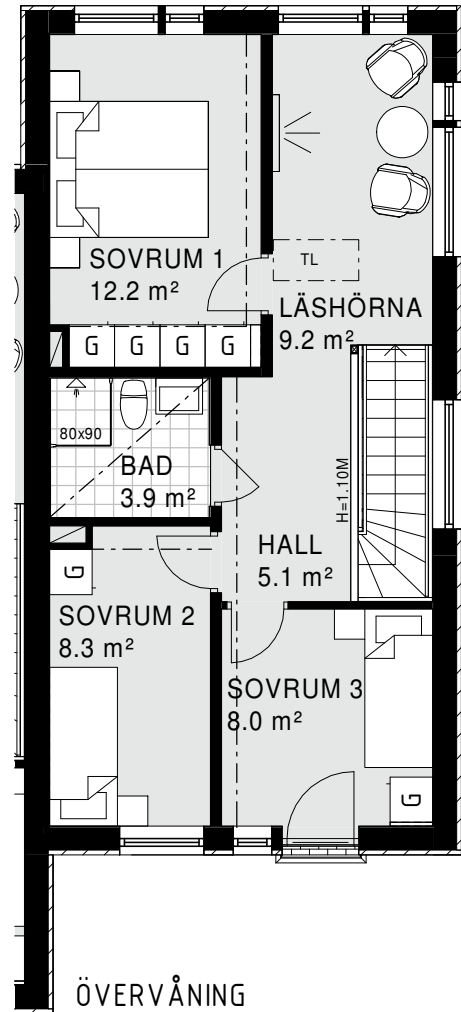 SOVRUM 1
12.2 m²
TL
LÄSHÖRNA
9.2 m²
G G G G
80x90
BAD
3.9 m²
H=1.10M
HALL
5.1 m²
G
SOVRUM 2
8.3 m²
SOVRUM 3
8.0 m²
G
ÖVERVÅNING